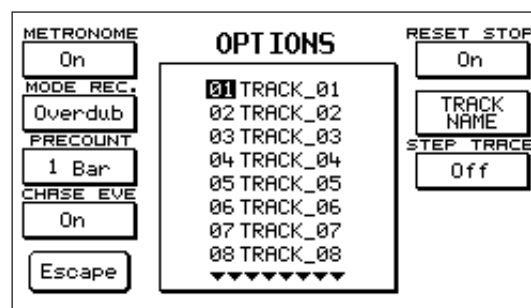 METRONOME
On
MODE REC.
Overdub
PRECOUNT
1 Bar
CHASE EVE
On
Escape
OPTIONS
01 TRACK_01
02 TRACK_02
03 TRACK_03
04 TRACK_04
05 TRACK_05
06 TRACK_06
07 TRACK_07
08 TRACK_08
RESET STOP
On
TRACK
NAME
STEP TRACE
Off